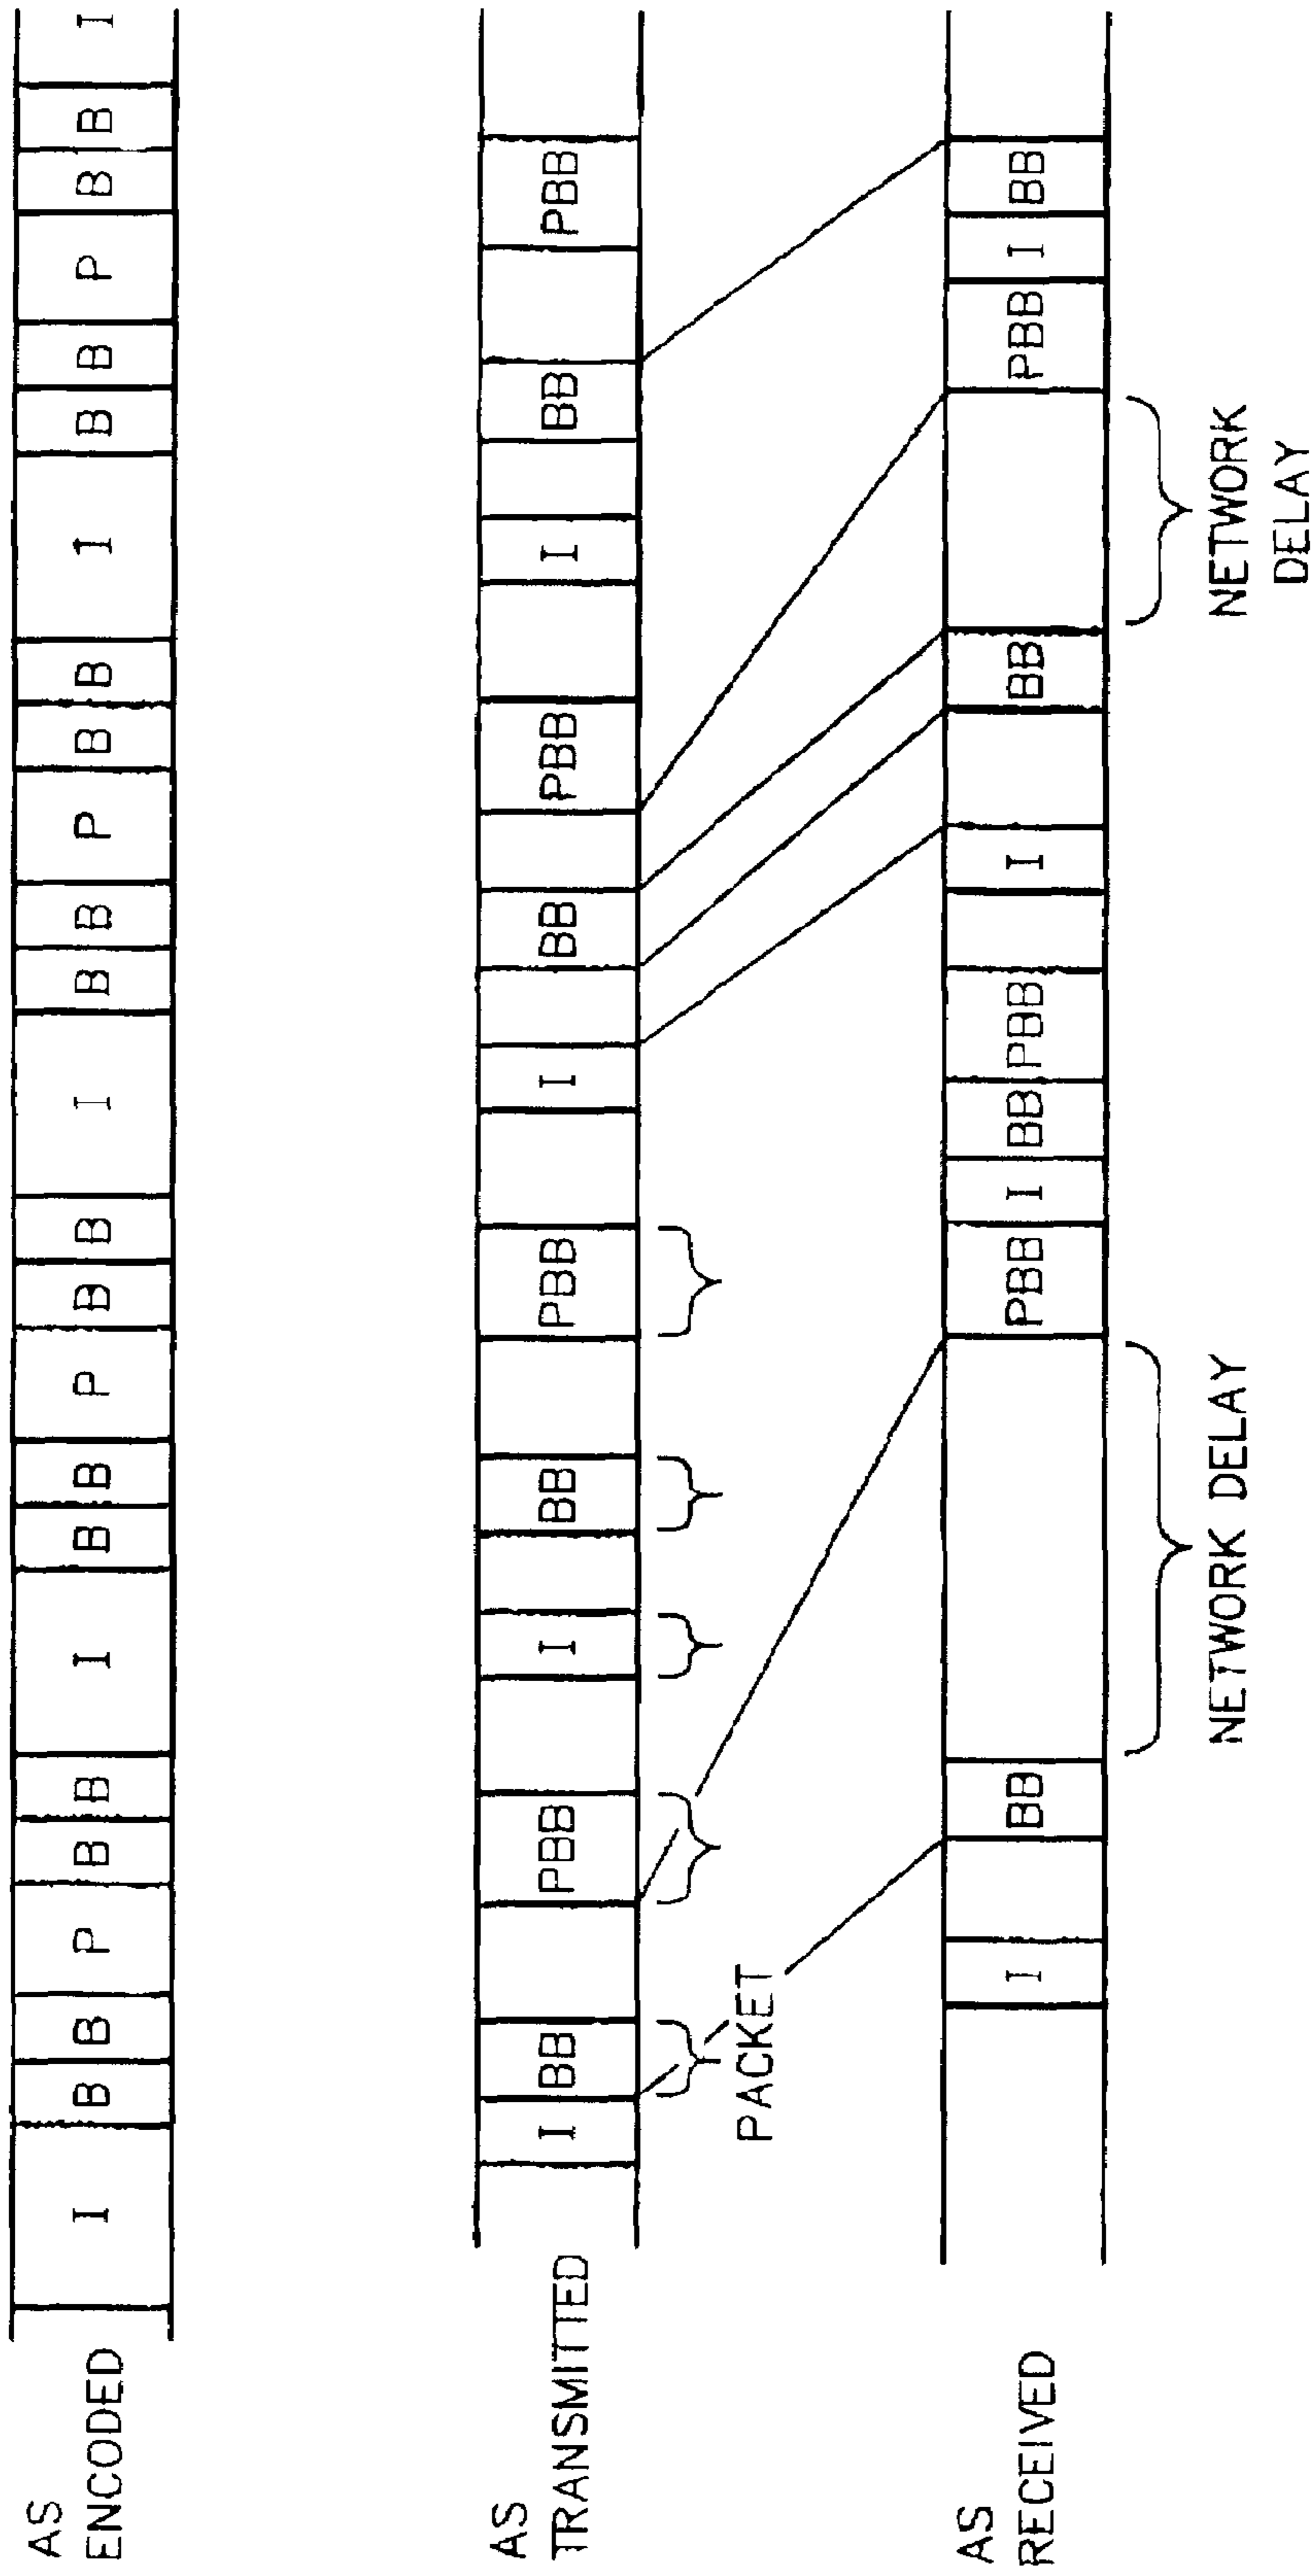 AS
ENCODED
I B B P B B I B B P B B I B B P B B I B B P B B I
AS
TRANSMITTED
I BB PBB I BB PBB I BB PBB I BB PBB
PACKET
AS
RECEIVED
I BB PBB I BB PBB I BB PBB I BB
NETWORK DELAY
NETWORK
DELAY